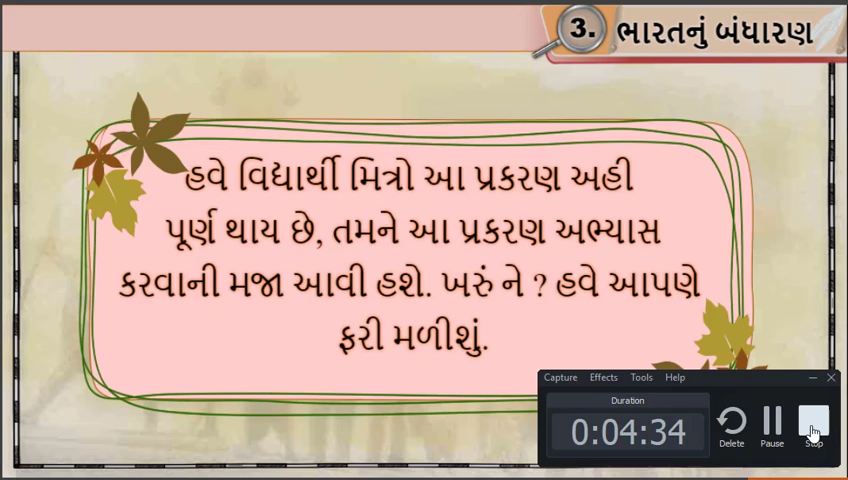 3. ભારતનું બંધારણ
હવે વિદ્યાર્થી મિત્રો આ પ્રકરણ અહી
પૂર્ણ થાય છે, તમને આ પ્રકરણ અભ્યાસ
કરવાની મજા આવી હશે. ખરું ને ? હવે આપણે
ફરી મળીશું.
Capture Effects Tools Help
Duration
0:04:34
Delete Pause Stop